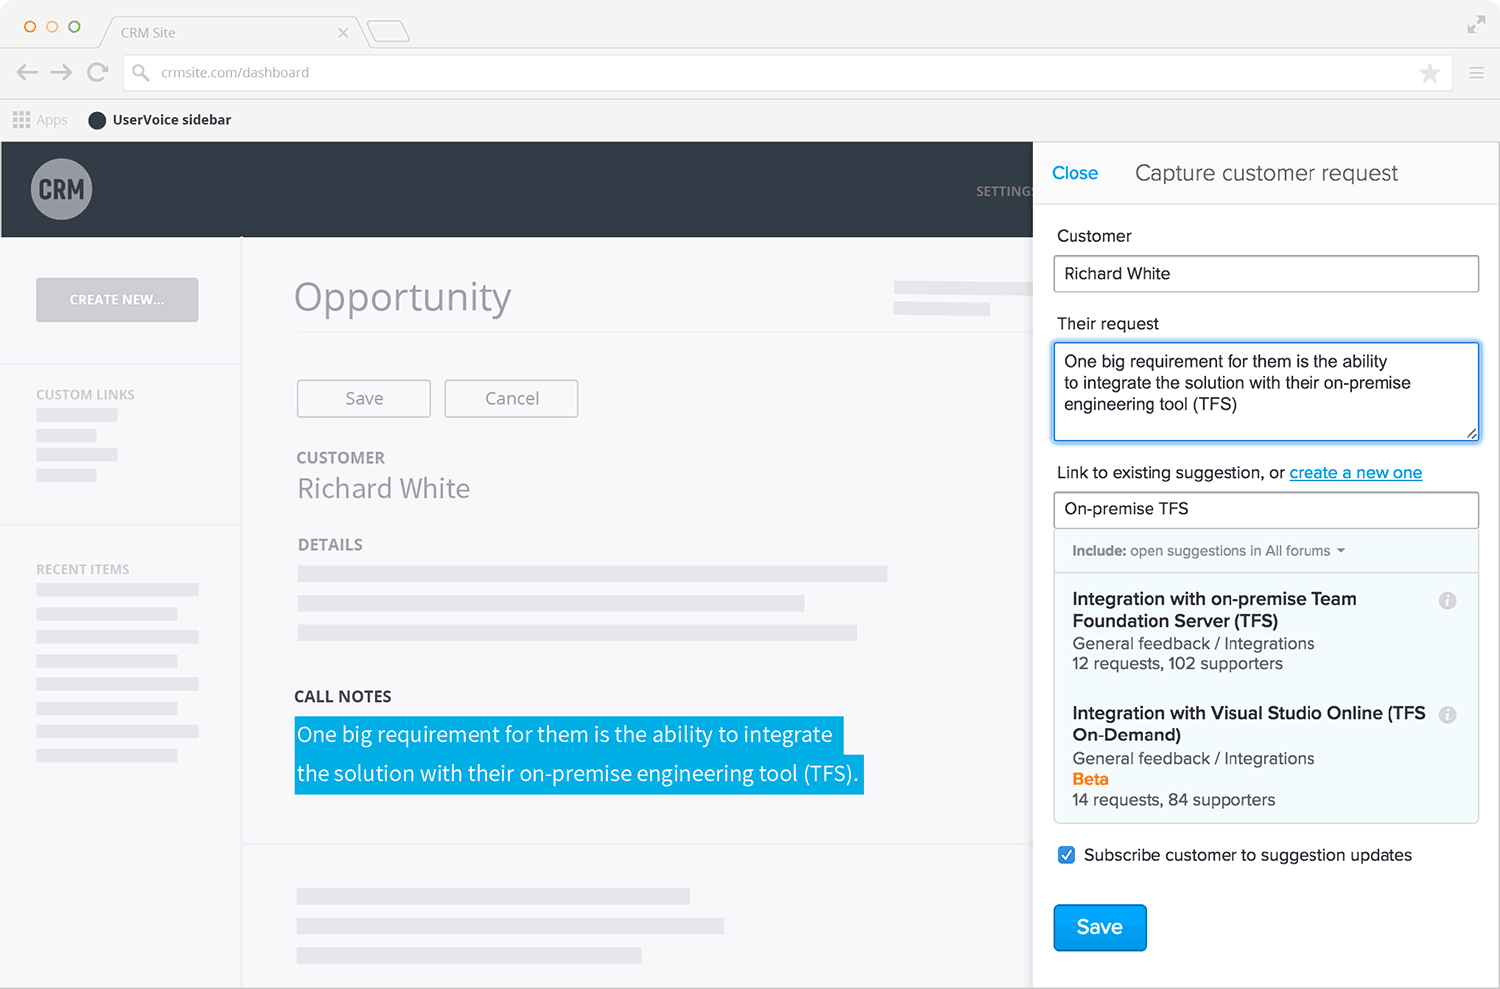 CRM Site
crmsite.com/dashboard
Apps
UserVoice sidebar
CRM
SETTINGS
CREATE NEW...
CUSTOM LINKS
RECENT ITEMS
Opportunity
Save
Cancel
CUSTOMER
Richard White
DETAILS
CALL NOTES
One big requirement for them is the ability to integrate
the solution with their on-premise engineering tool (TFS).
Close
Capture customer request
Customer
Richard White
Their request
One big requirement for them is the ability
to integrate the solution with their on-premise
engineering tool (TFS)
Link to existing suggestion, or create a new one
On-premise TFS
Include: open suggestions in All forums
Integration with on-premise Team
Foundation Server (TFS)
General feedback / Integrations
12 requests, 102 supporters
Integration with Visual Studio Online (TFS
On-Demand)
General feedback / Integrations
Beta
14 requests, 84 supporters
Subscribe customer to suggestion updates
Save